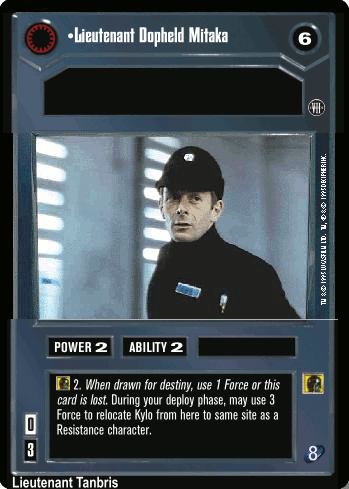 •Lieutenant Dopheld Mitaka
6
VII
POWER 2
ABILITY 2
2. When drawn for destiny, use 1 Force or this
card is lost. During your deploy phase, may use 3
Force to relocate Kylo from here to same site as a
Resistance character.
0
3
8
Lieutenant Tanbris